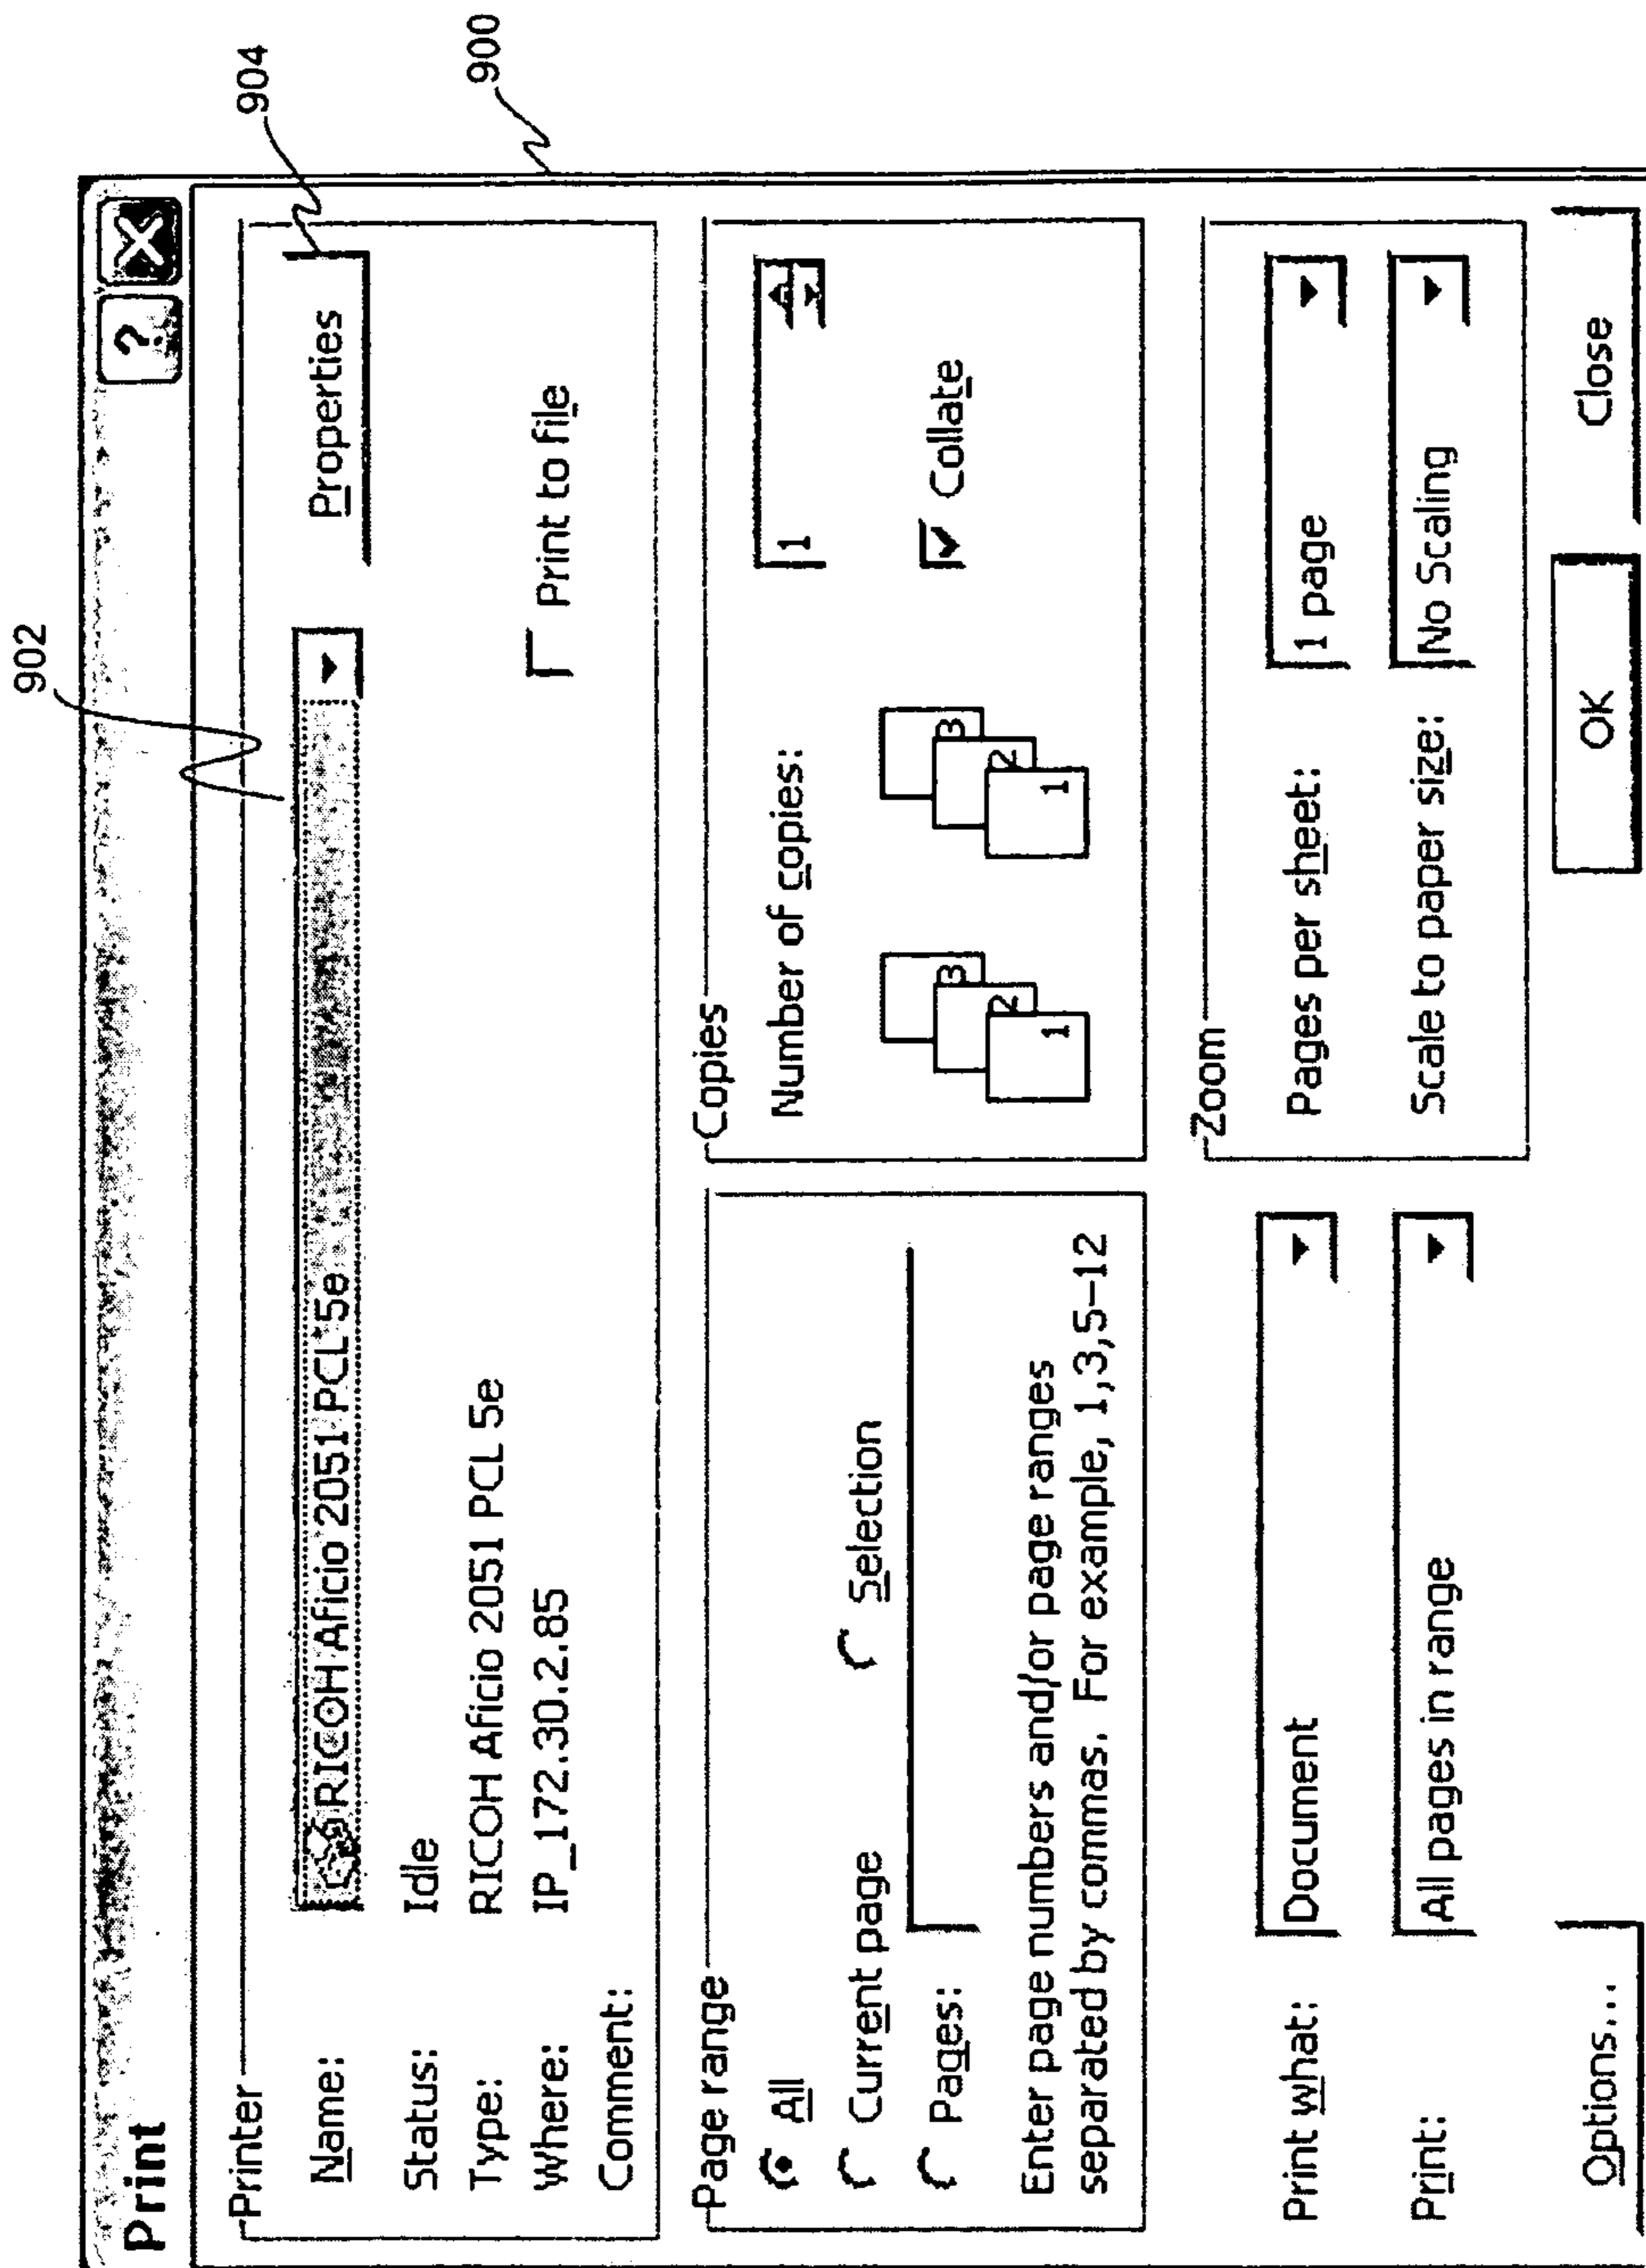 902
904
900
Print
?
Printer
Name:
RICOH Aficio 2051 PCL 5e
Properties
Status:
Idle
Type:
RICOH Aficio 2051 PCL 5e
Where:
IP_172.30.2.85
Print to file
Comment:
Page range
All
Current page
Selection
Pages:
Enter page numbers and/or page ranges
separated by commas. For example, 1,3,5-12
Copies
Number of copies:
1
1 2 3
1 2 3
Collate
Print what:
Document
Print:
All pages in range
Zoom
Pages per sheet:
1 page
Scale to paper size:
No Scaling
Options...
OK
Close